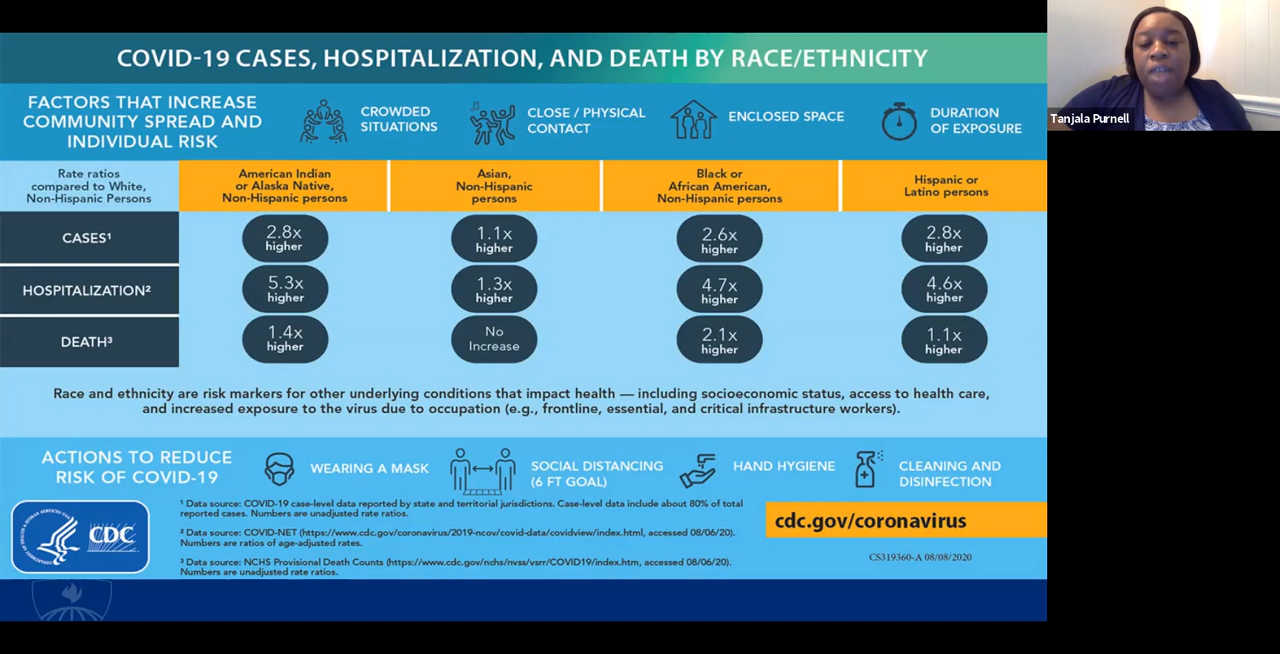 COVID-19 CASES, HOSPITALIZATION, AND DEATH BY RACE/ETHNICITY
FACTORS THAT INCREASE
COMMUNITY SPREAD AND
INDIVIDUAL RISK
CROWDED
SITUATIONS
CLOSE / PHYSICAL
CONTACT
ENCLOSED SPACE
DURATION
OF EXPOSURE
Rate ratios
compared to White,
Non-Hispanic Persons
American Indian
or Alaska Native,
Non-Hispanic persons
Asian,
Non-Hispanic
persons
Black or
African American,
Non-Hispanic persons
Hispanic or
Latino persons
CASES¹
2.8x
higher
1.1x
higher
2.6x
higher
2.8x
higher
HOSPITALIZATION²
5.3x
higher
1.3x
higher
4.7x
higher
4.6x
higher
DEATH³
1.4x
higher
No
Increase
2.1x
higher
1.1x
higher
Race and ethnicity are risk markers for other underlying conditions that impact health — including socioeconomic status, access to health care,
and increased exposure to the virus due to occupation (e.g., frontline, essential, and critical infrastructure workers).
ACTIONS TO REDUCE
RISK OF COVID-19
WEARING A MASK
SOCIAL DISTANCING
(6 FT GOAL)
HAND HYGIENE
CLEANING AND
DISINFECTION
CDC
¹ Data source: COVID-19 case-level data reported by state and territorial jurisdictions. Case-level data include about 80% of total
reported cases. Numbers are unadjusted rate ratios.
² Data source: COVID-NET (https://www.cdc.gov/coronavirus/2019-ncov/covid-data/covidview/index.html, accessed 08/06/20).
Numbers are ratios of age-adjusted rates.
³ Data source: NCHS Provisional Death Counts (https://www.cdc.gov/nchs/nvss/vsrr/COVID19/index.htm, accessed 08/06/20).
Numbers are unadjusted rate ratios.
cdc.gov/coronavirus
CS319360-A 08/08/2020
Tanjala Purnell